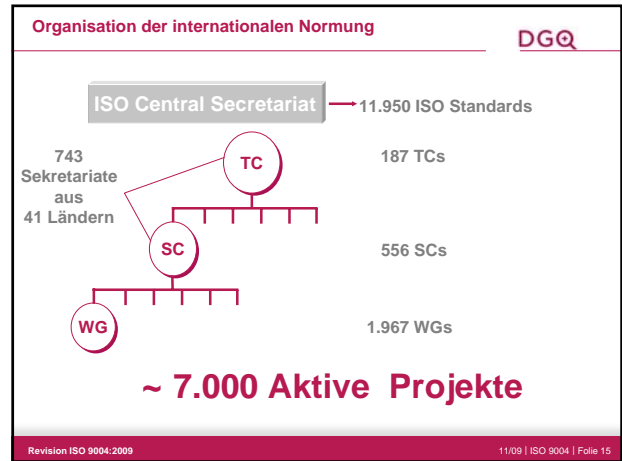 Organisation der internationalen Normung
DGQ
ISO Central Secretariat
11.950 ISO Standards
743
Sekretariate
aus
41 Ländern
TC
187 TCs
SC
556 SCs
WG
1.967 WGs
~ 7.000 Aktive Projekte
Revision ISO 9004:2009
11/09 | ISO 9004 | Folie 15